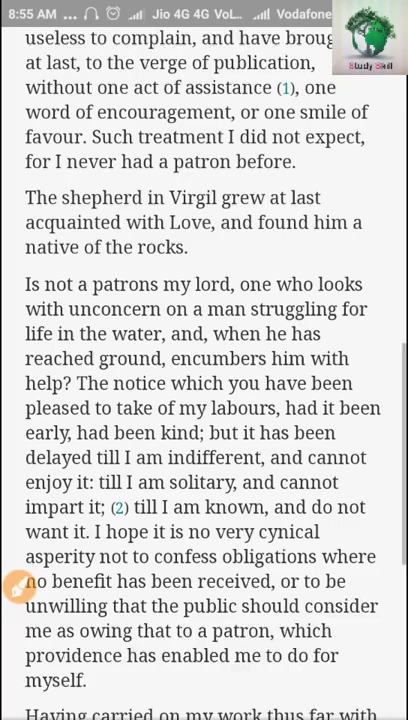 8:55 AM ... Jio 4G 4G VoL... Vodafone
Study Skill
useless to complain, and have broug
at last, to the verge of publication,
without one act of assistance (1), one
word of encouragement, or one smile of
favour. Such treatment I did not expect,
for I never had a patron before.
The shepherd in Virgil grew at last
acquainted with Love, and found him a
native of the rocks.
Is not a patrons my lord, one who looks
with unconcern on a man struggling for
life in the water, and, when he has
reached ground, encumbers him with
help? The notice which you have been
pleased to take of my labours, had it been
early, had been kind; but it has been
delayed till I am indifferent, and cannot
enjoy it: till I am solitary, and cannot
impart it; (2) till I am known, and do not
want it. I hope it is no very cynical
asperity not to confess obligations where
no benefit has been received, or to be
unwilling that the public should consider
me as owing that to a patron, which
providence has enabled me to do for
myself.
Having carried on my work thus far with